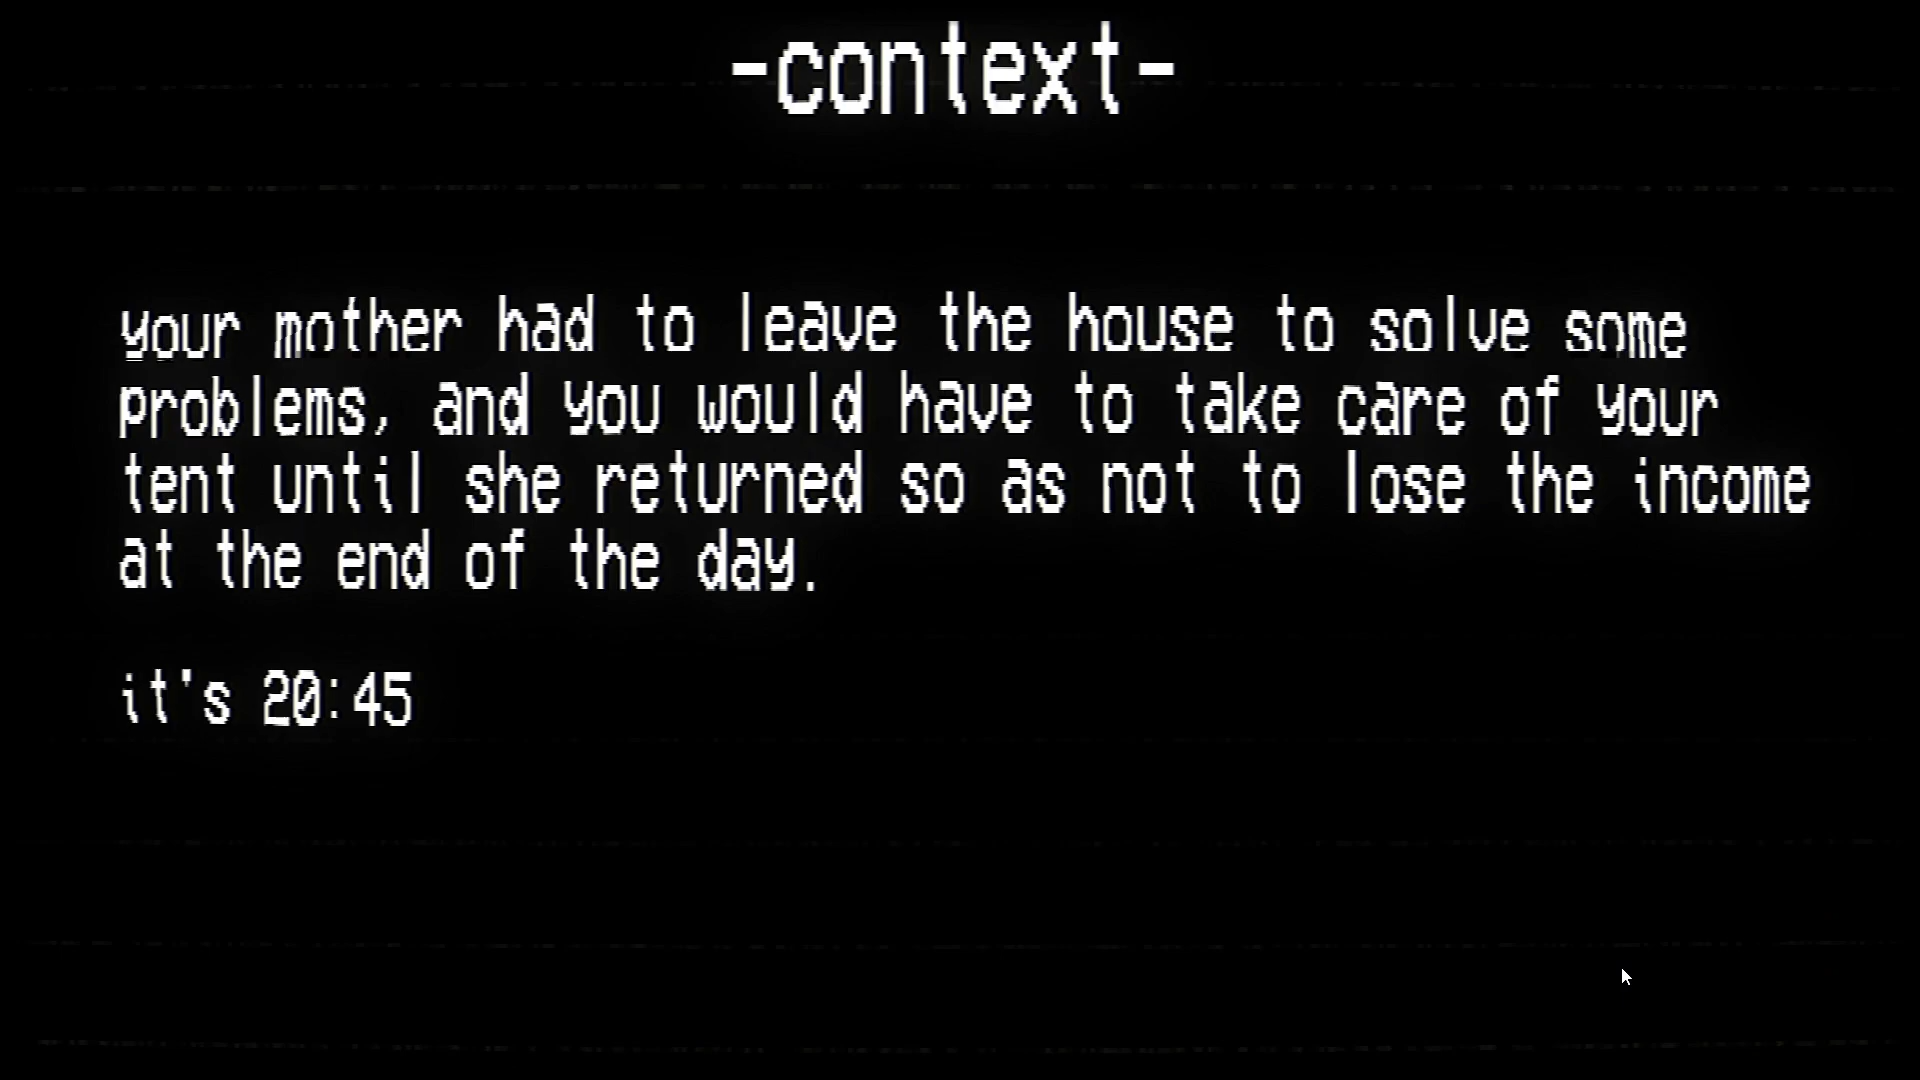 -context-
your mother had to leave the house to solve some
problems, and you would have to take care of your
tent until she returned so as not to lose the income
at the end of the day.
it's 20:45